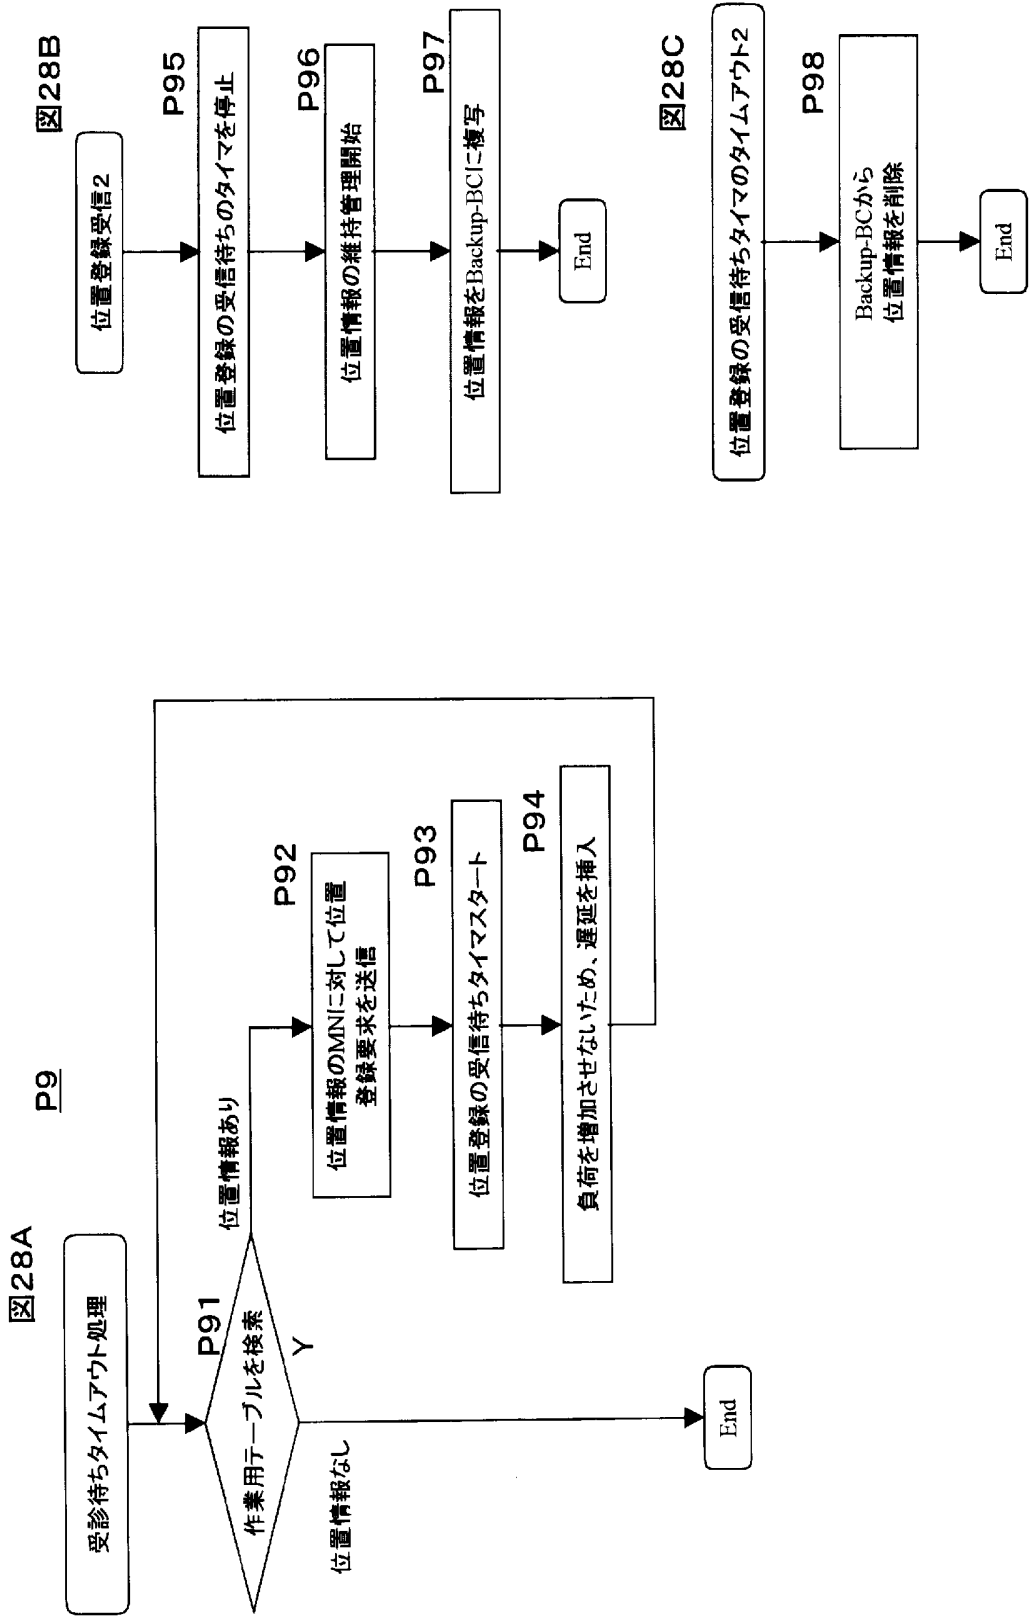 図28A
P9
受診待ちタイムアウト処理
P91
作業用テーブルを検索
Y
位置情報あり
位置情報なし
P92
位置情報のMNに対して位置
登録要求を送信
P93
位置登録の受信待ちタイマスタート
P94
負荷を増加させないため、遅延を挿入
End
図28B
位置登録受信2
P95
位置登録の受信待ちのタイマを停止
P96
位置情報の維持管理開始
P97
位置情報をBackup-BCに複写
End
図28C
位置登録の受信待ちタイマのタイムアウト2
P98
Backup-BCから
位置情報を削除
End